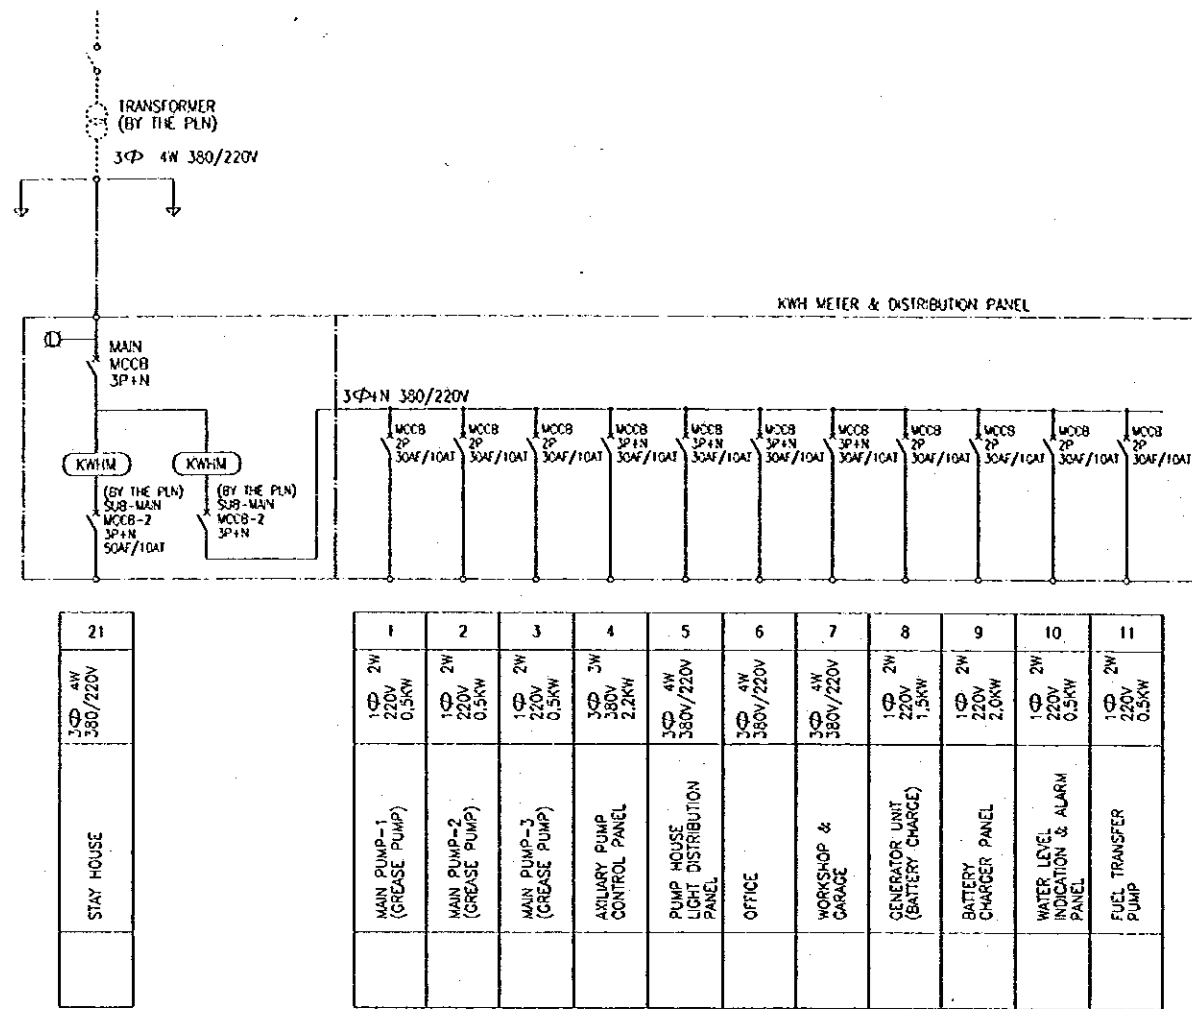 TRANSFORMER
(BY THE PLN)
3Φ 4W 380/220V
KWH METER & DISTRIBUTION PANEL
MAIN
MCCB
3P+N
3Φ+N 380/220V
KWHM
KWHM
(BY THE PLN)
SUB-MAIN
MCCB-2
3P+N
50AF/10AT
(BY THE PLN)
SUB-MAIN
MCCB-2
3P+N
MCCB
2P
30AF/10AT
MCCB
2P
30AF/10AT
MCCB
2P
30AF/10AT
MCCB
3P+N
30AF/10AT
MCCB
3P+N
30AF/10AT
MCCB
3P+N
30AF/10AT
MCCB
3P+N
30AF/10AT
MCCB
2P
30AF/10AT
MCCB
2P
30AF/10AT
MCCB
2P
30AF/10AT
MCCB
2P
30AF/10AT
21
3Φ 4W
380/220V
STAY HOUSE
1
1Φ 2W
220V
0,5KW
MAIN PUMP-1
(GREASE PUMP)
2
1Φ 2W
220V
0.5KW
MAIN PUMP-2
(GREASE PUMP)
3
1Φ 2W
220V
0,5KW
MAIN PUMP-3
(GREASE PUMP)
4
3Φ 3W
380V
2.2KW
AXILIARY PUMP
CONTROL PANEL
5
3Φ 4W
380V/220V
PUMP HOUSE
LIGHT DISTRIBUTION
PANEL
6
3Φ 4W
380V/220V
OFFICE
7
3Φ 4W
380V/220V
WORKSHOP &
GARAGE
8
1Φ 2W
220V
1,5KW
GENERATOR UNIT
(BATTERY CHARGE)
9
1Φ 2W
220V
2,0KW
BATTERY
CHARGER PANEL
10
1Φ 2W
220V
0.5KW
WATER LEVEL
INDICATION & ALARM
PANEL
11
1Φ 2W
220V
0.5KW
FUEL TRANSFER
PUMP